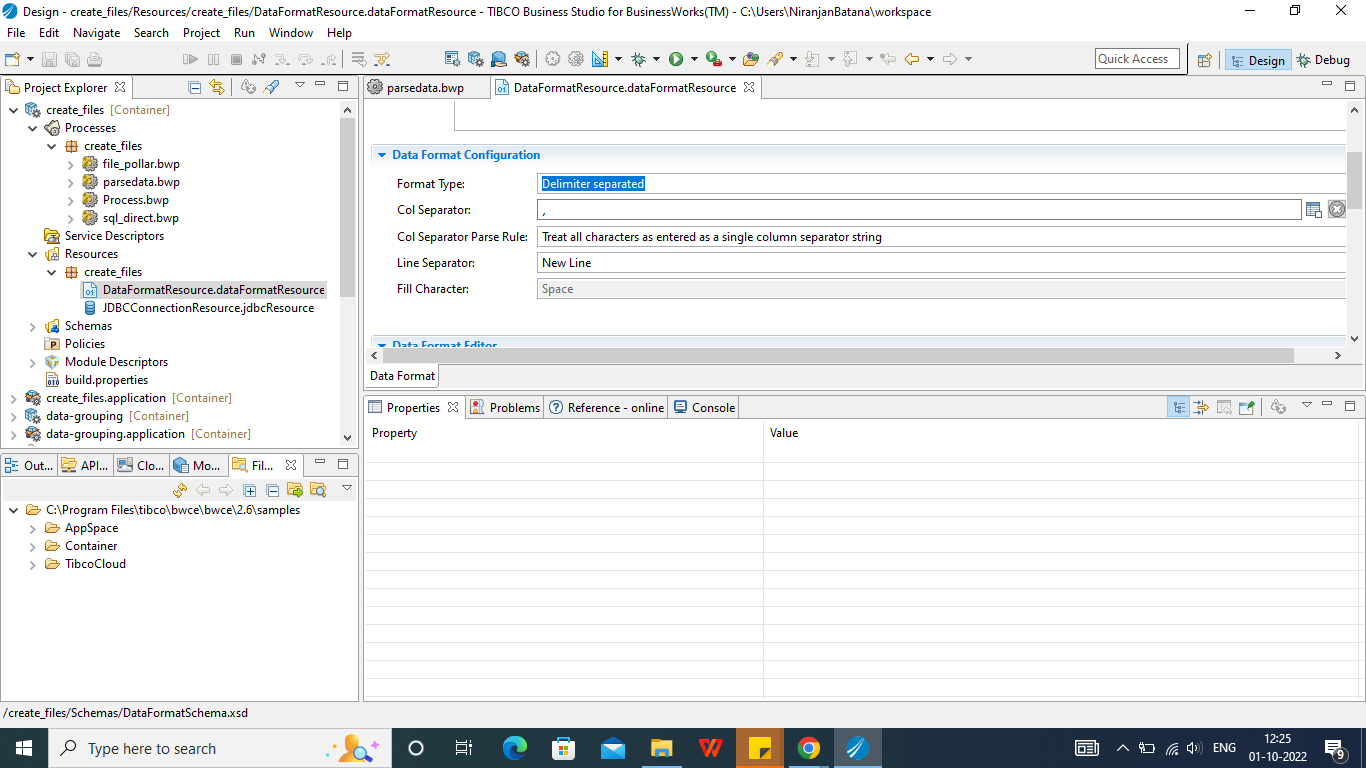 Design - create_files/Resources/create_files/DataFormatResource.dataFormatResource - TIBCO Business Studio for BusinessWorks(TM) - C:\Users\NiranjanBatana\workspace
File Edit Navigate Search Project Run Window Help
Quick Access
Design
Debug
Project Explorer
create_files [Container]
Processes
create_files
file_pollar.bwp
parsedata.bwp
Process.bwp
sql_direct.bwp
Service Descriptors
Resources
create_files
DataFormatResource.dataFormatResource
JDBCConnectionResource.jdbcResource
Schemas
Policies
Module Descriptors
build.properties
create_files.application [Container]
data-grouping [Container]
data-grouping.application [Container]
parsedata.bwp
DataFormatResource.dataFormatResource
Data Format Configuration
Format Type: Delimiter separated
Col Separator: ,
Col Separator Parse Rule: Treat all characters as entered as a single column separator string
Line Separator: New Line
Fill Character: Space
Data Format Editor
Data Format
Out... API... Clo... Mo... Fil...
C:\Program Files\tibco\bwce\bwce\2.6\samples
AppSpace
Container
TibcoCloud
Properties Problems Reference - online Console
Property Value
/create_files/Schemas/DataFormatSchema.xsd
Type here to search
ENG
12:25
01-10-2022
9